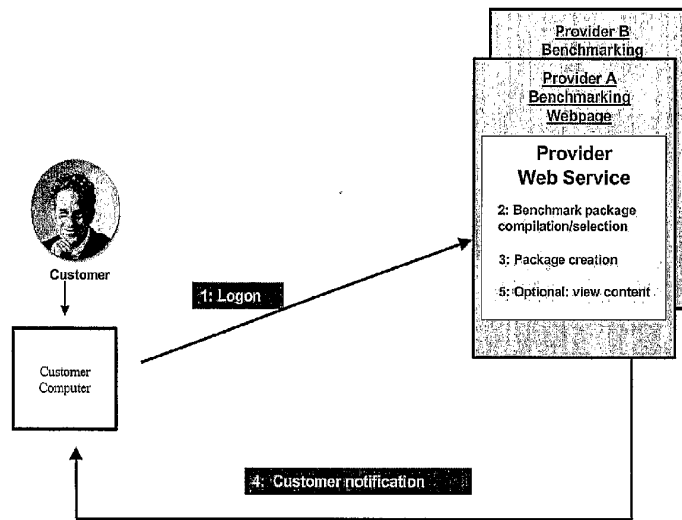 Provider B
Benchmarking
Provider A
Benchmarking
Webpage
Provider
Web Service
2: Benchmark package
compilation/selection
3: Package creation
5: Optional: view content
Customer
1: Logon
Customer
Computer
4: Customer notification